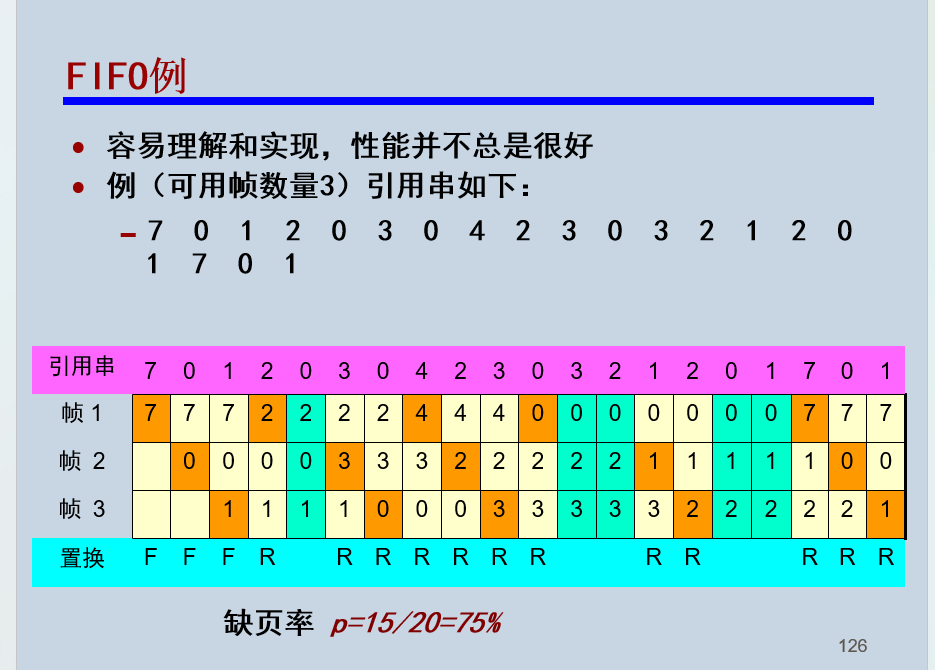 FIFO例
• 容易理解和实现，性能并不总是很好
• 例（可用帧数量3）引用串如下：
– 7 0 1 2 0 3 0 4 2 3 0 3 2 1 2 0
1 7 0 1
引用串 7 0 1 2 0 3 0 4 2 3 0 3 2 1 2 0 1 7 0 1
帧 1 7 7 7 2 2 2 2 4 4 4 0 0 0 0 0 0 0 7 7 7
帧 2 0 0 0 0 3 3 3 2 2 2 2 2 1 1 1 1 1 0 0
帧 3 1 1 1 1 0 0 0 3 3 3 3 3 2 2 2 2 2 1
置换 F F F R R R R R R R R R R R R
缺页率 p=15/20=75%
126